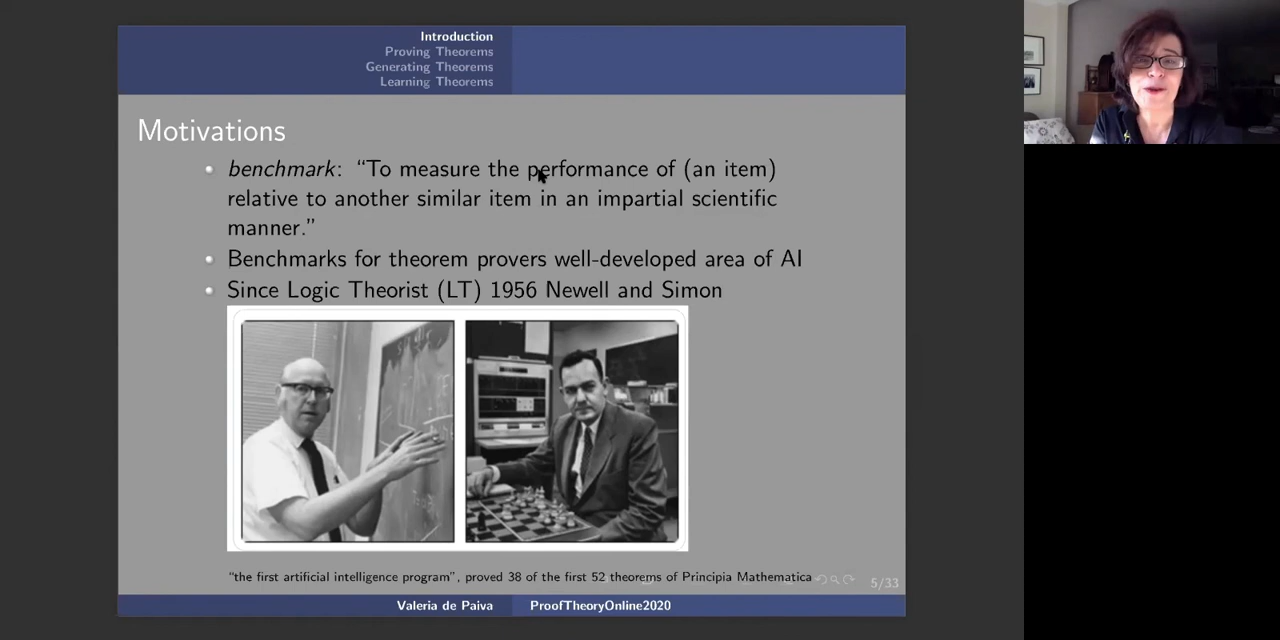 Introduction
Proving Theorems
Generating Theorems
Learning Theorems
Motivations
benchmark: “To measure the performance of (an item)
relative to another similar item in an impartial scientific
manner.”
Benchmarks for theorem provers well-developed area of AI
Since Logic Theorist (LT) 1956 Newell and Simon
“the first artificial intelligence program”, proved 38 of the first 52 theorems of Principia Mathematica
5/33
Valeria de Paiva ProofTheoryOnline2020